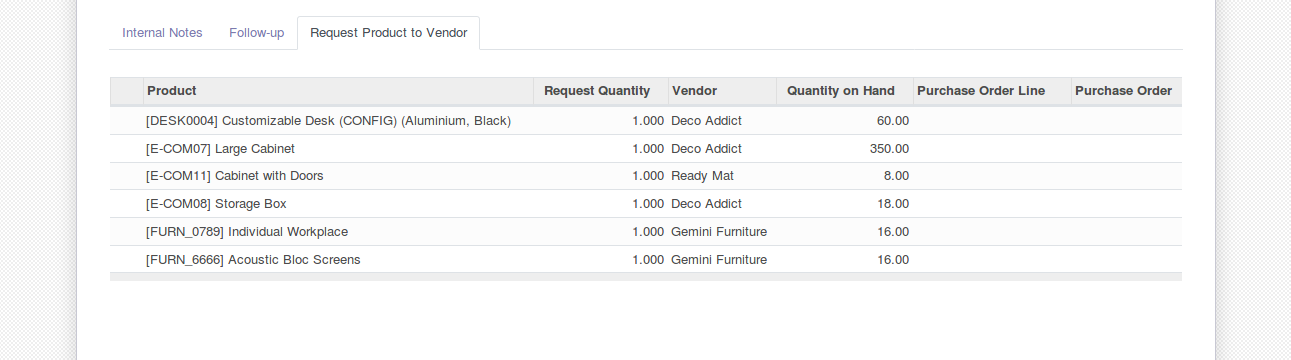 Internal Notes Follow-up Request Product to Vendor
Product Request Quantity Vendor Quantity on Hand Purchase Order Line Purchase Order
[DESK0004] Customizable Desk (CONFIG) (Aluminium, Black) 1.000 Deco Addict 60.00
[E-COM07] Large Cabinet 1.000 Deco Addict 350.00
[E-COM11] Cabinet with Doors 1.000 Ready Mat 8.00
[E-COM08] Storage Box 1.000 Deco Addict 18.00
[FURN_0789] Individual Workplace 1.000 Gemini Furniture 16.00
[FURN_6666] Acoustic Bloc Screens 1.000 Gemini Furniture 16.00